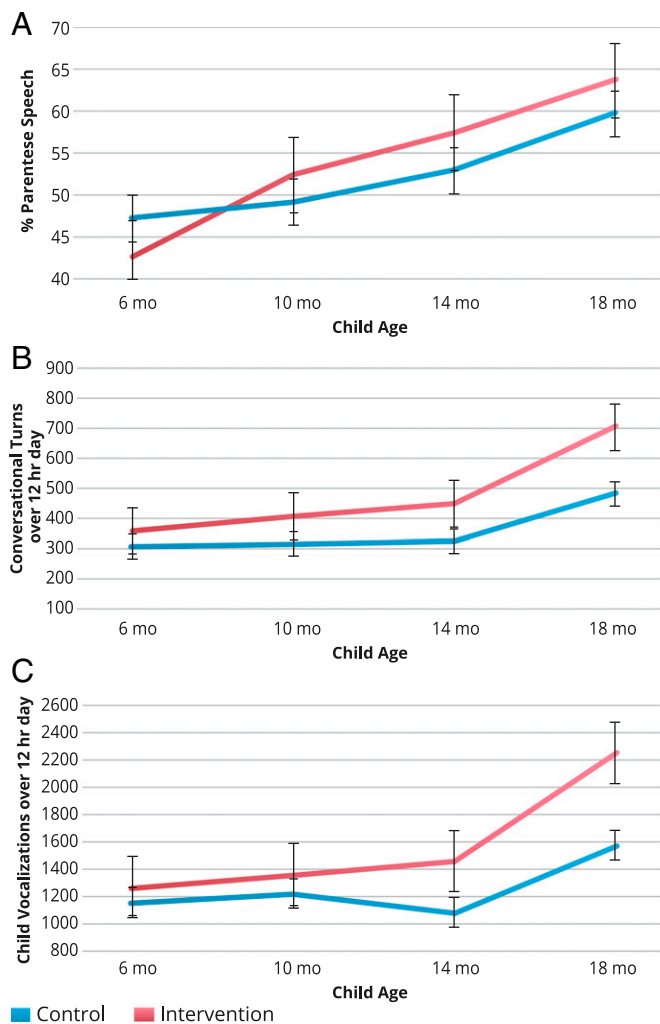 A
70
65
60
55
50
45
40
% Parentese Speech
6 mo 10 mo 14 mo 18 mo
Child Age
B
900
800
700
600
500
400
300
200
100
Conversational Turns
over 12 hr day
6 mo 10 mo 14 mo 18 mo
Child Age
C
2600
2400
2200
2000
1800
1600
1400
1200
1000
800
Child Vocalizations over 12 hr day
6 mo 10 mo 14 mo 18 mo
Child Age
Control Intervention